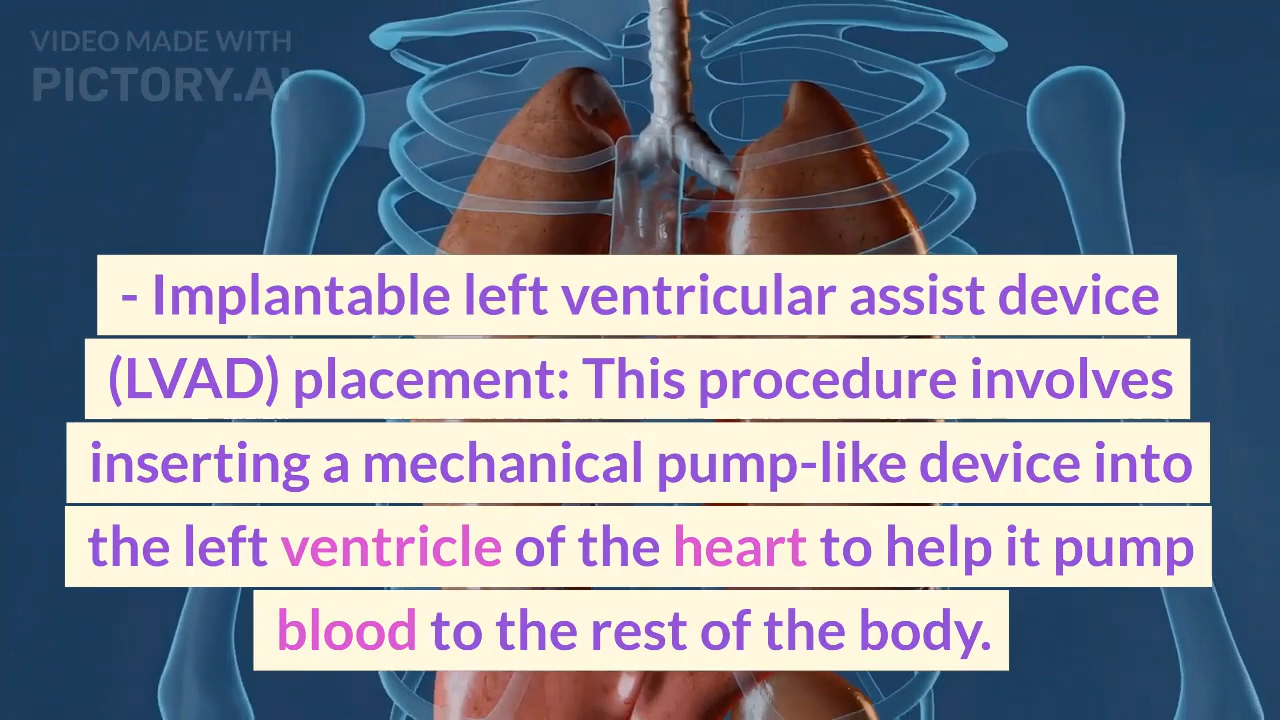 VIDEO MADE WITH
PICTORY.AI
- Implantable left ventricular assist device
(LVAD) placement: This procedure involves
inserting a mechanical pump-like device into
the left ventricle of the heart to help it pump
blood to the rest of the body.